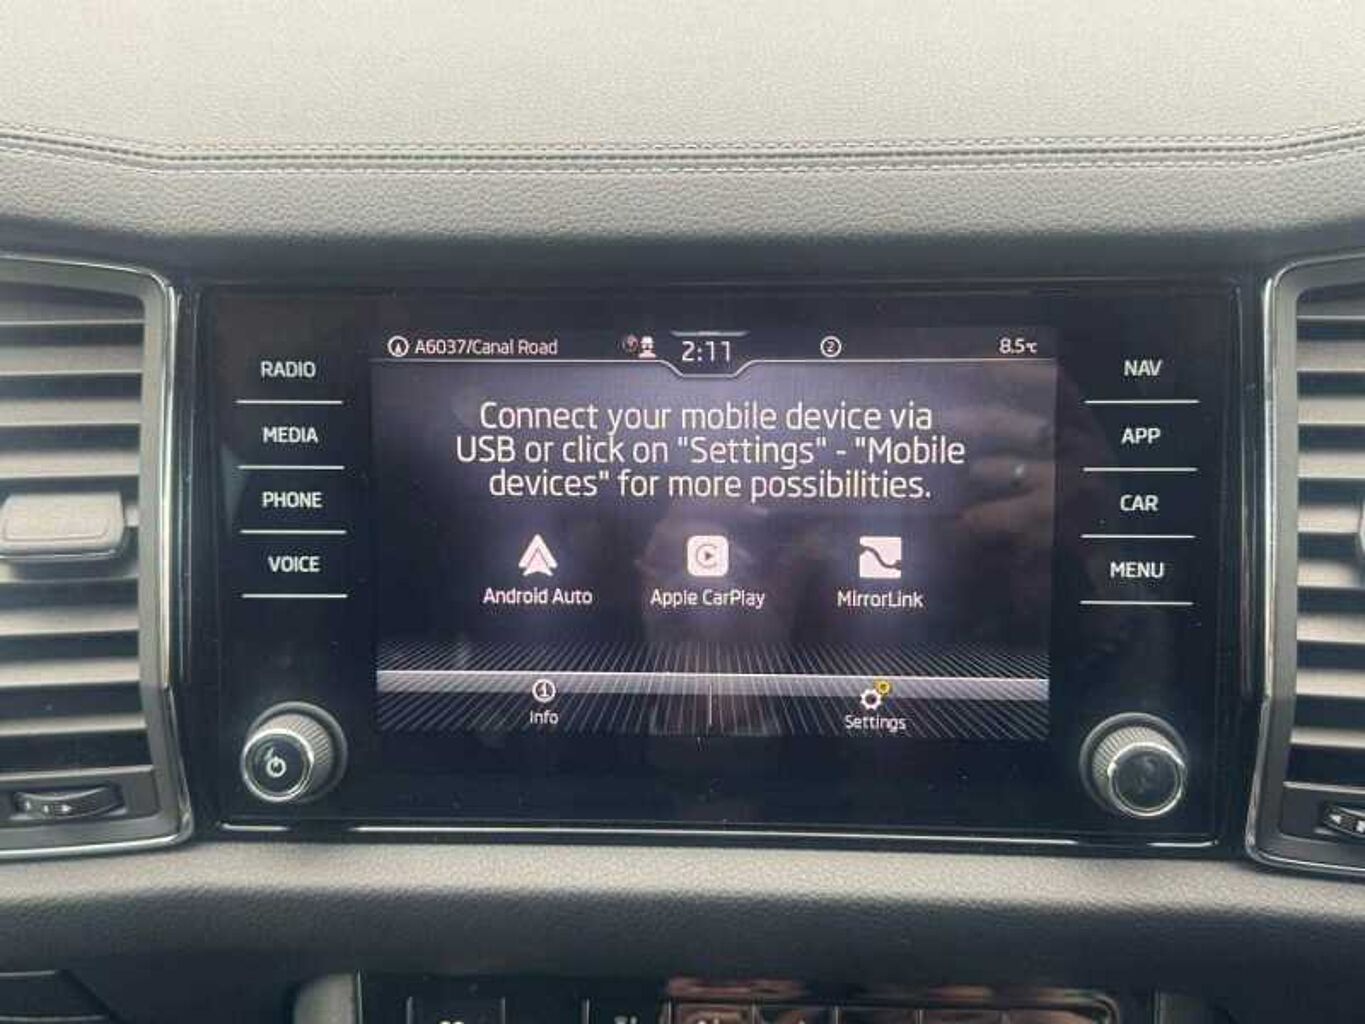 A6037/Canal Road
2:11
2
8.5℃
RADIO
MEDIA
PHONE
VOICE
Connect your mobile device via
USB or click on "Settings" - "Mobile
devices" for more possibilities.
Android Auto
Apple CarPlay
MirrorLink
Info
Settings
NAV
APP
CAR
MENU